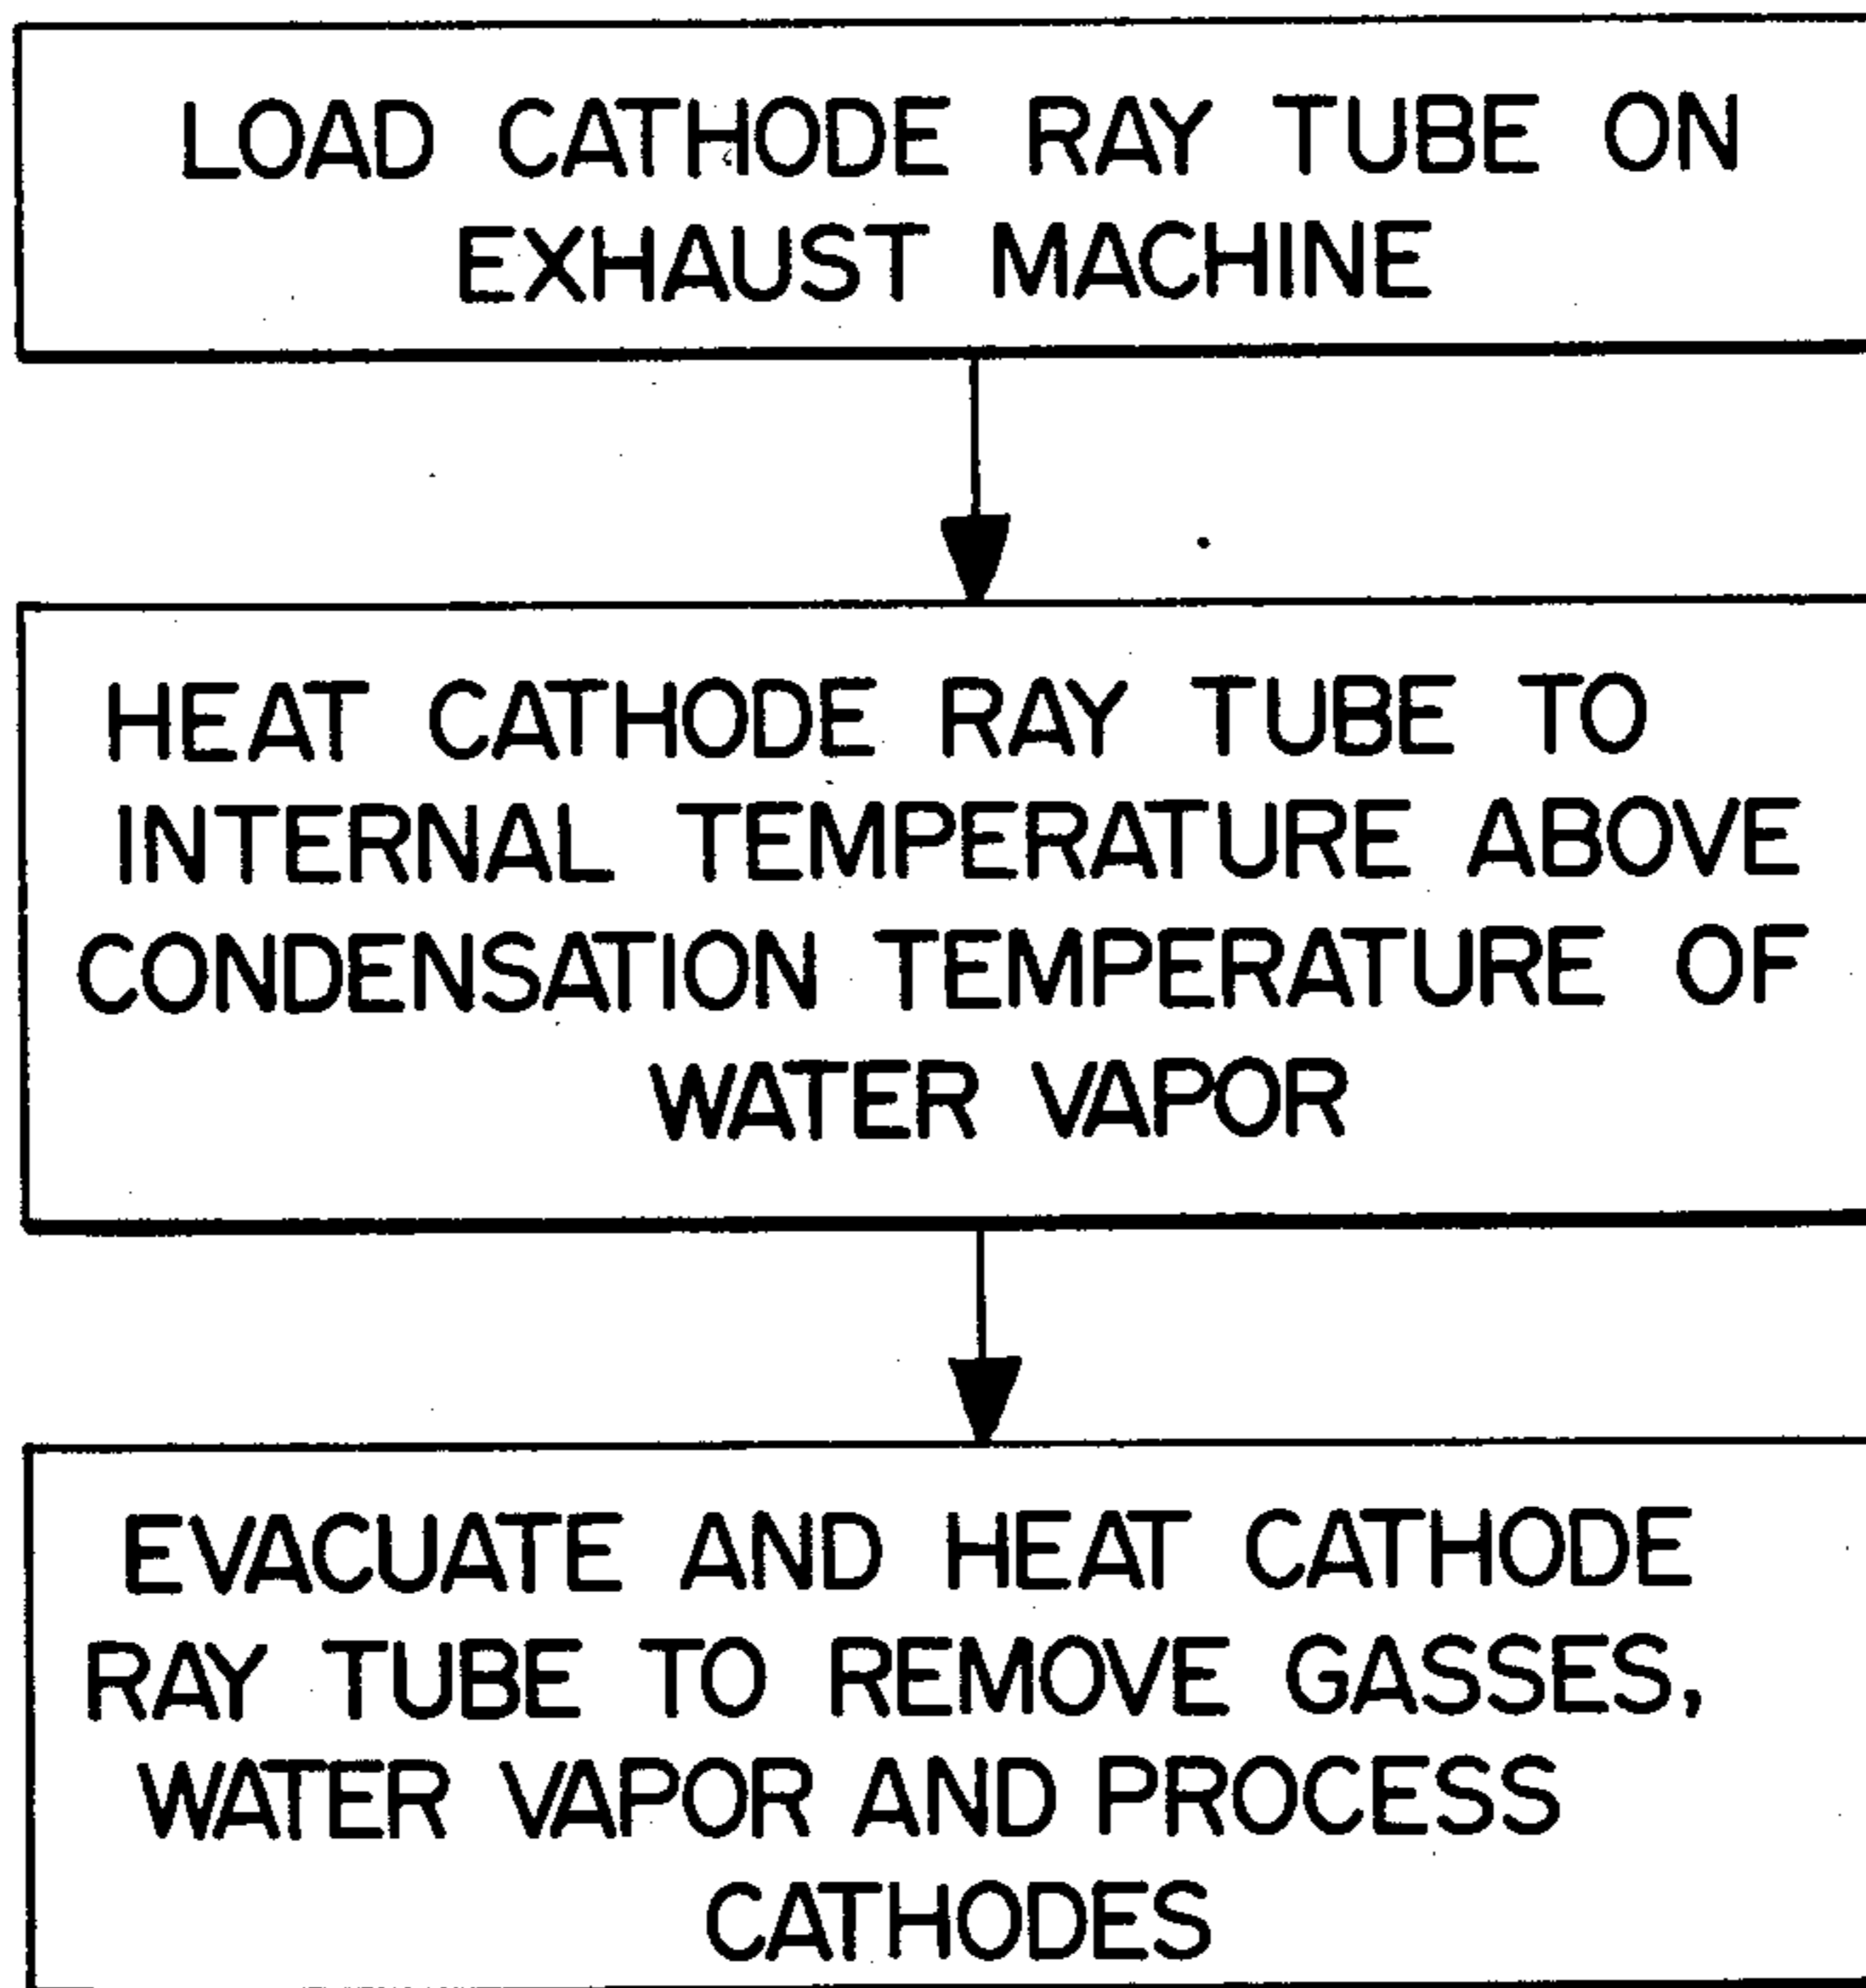 LOAD CATHODE RAY TUBE ON
EXHAUST MACHINE
HEAT CATHODE RAY TUBE TO
INTERNAL TEMPERATURE ABOVE
CONDENSATION TEMPERATURE OF
WATER VAPOR
EVACUATE AND HEAT CATHODE
RAY TUBE TO REMOVE GASSES,
WATER VAPOR AND PROCESS
CATHODES